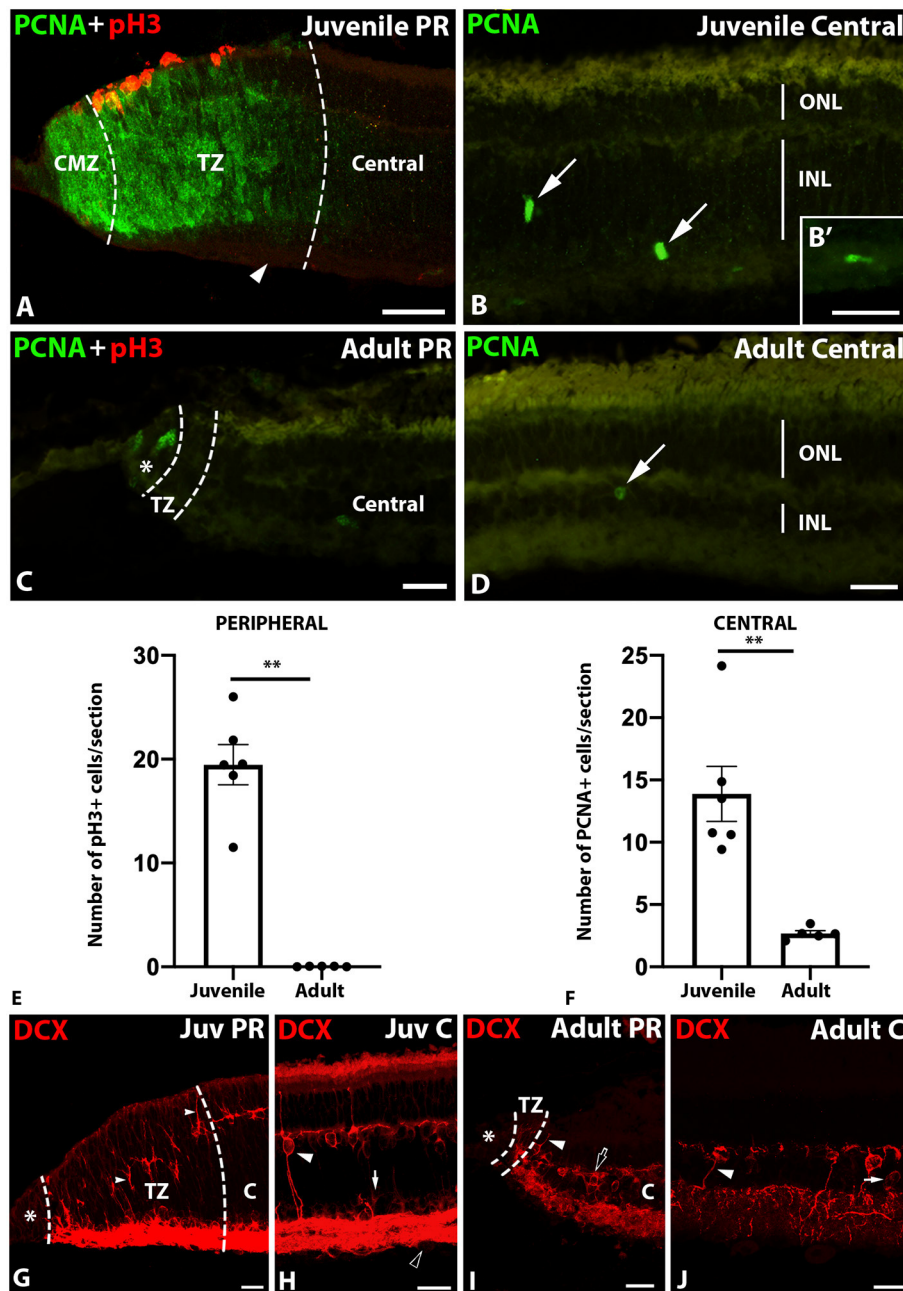 PCNA+pH3 Juvenile PR
CMZ TZ Central
A
PCNA Juvenile Central
ONL
INL
B'
B
PCNA+pH3 Adult PR
*
TZ Central
C
PCNA Adult Central
ONL
INL
D
PERIPHERAL
**
Number of pH3+ cells/section
30
20
10
0
Juvenile Adult
E
CENTRAL
**
Number of PCNA+ cells/section
25
20
15
10
5
0
Juvenile Adult
F
DCX Juv PR
* TZ C
G
DCX Juv C
H
DCX Adult PR
TZ
*
C
I
DCX Adult C
J